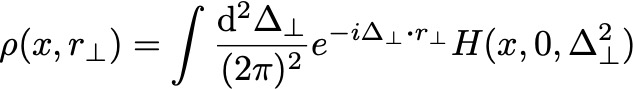 ρ(x, r⊥) = ∫ d²Δ⊥/(2π)² e^{-iΔ⊥·r⊥} H(x, 0, Δ⊥²)